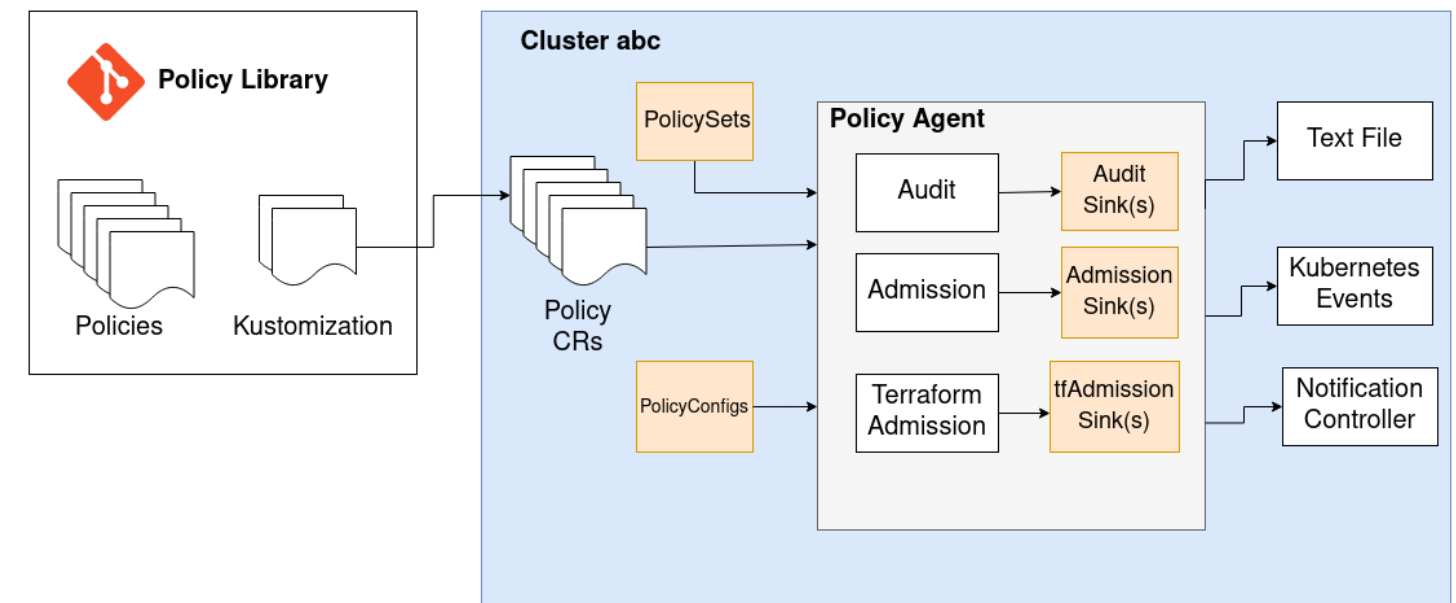 Policy Library
Policies
Kustomization
Cluster abc
PolicySets
Policy
CRs
PolicyConfigs
Policy Agent
Audit
Audit
Sink(s)
Admission
Admission
Sink(s)
Terraform
Admission
tfAdmission
Sink(s)
Text File
Kubernetes
Events
Notification
Controller